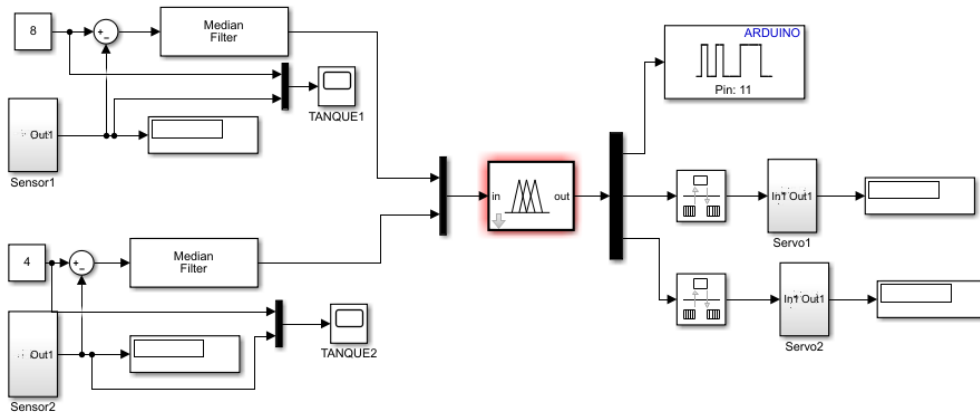 8
Median
Filter
TANQUE1
Out1
Sensor1
4
Median
Filter
TANQUE2
Out1
Sensor2
in
out
ARDUINO
Pin: 11
In1 Out1
Servo1
In1 Out1
Servo2